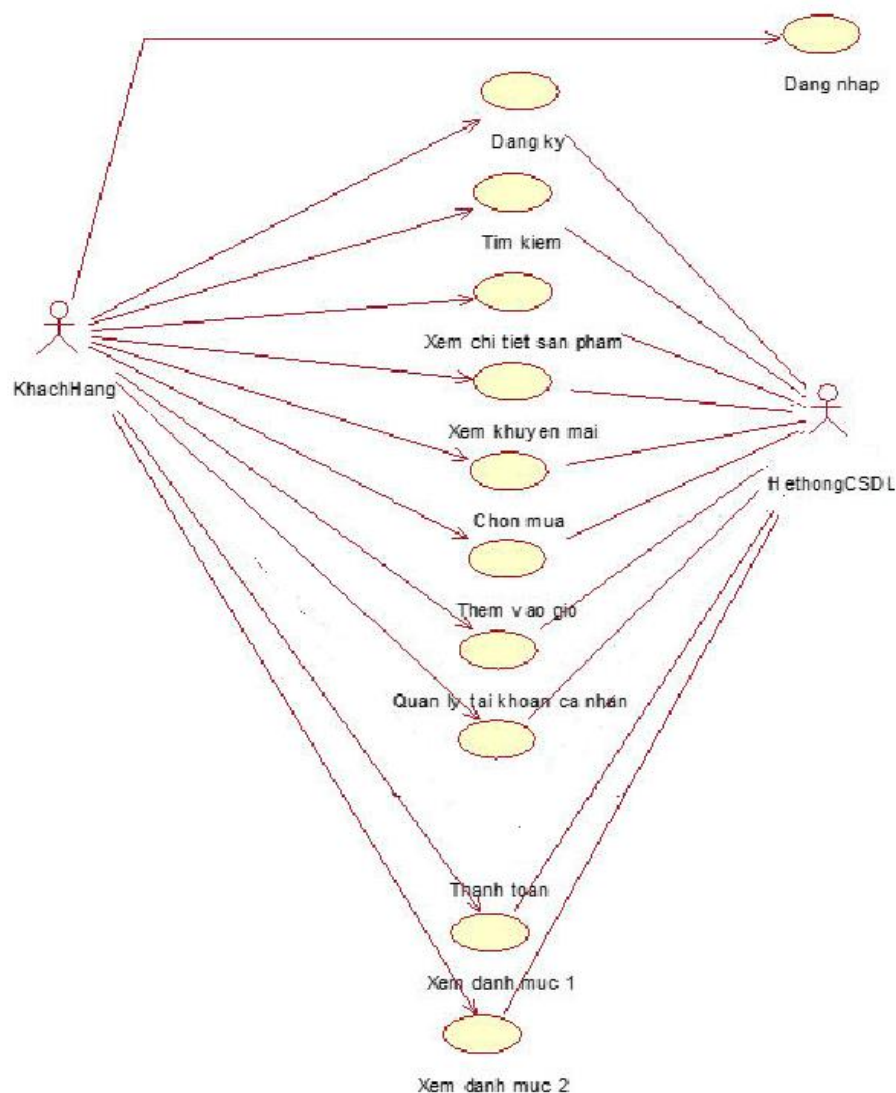 Dang nhap
Dang ky
Tim kiem
Xem chi tiet san pham
KhachHang
Xem khuyen mai
HethongCSDL
Chon mua
Them vao gio
Quan ly tai khoan ca nhan
Thanh toan
Xem danh muc 1
Xem danh muc 2